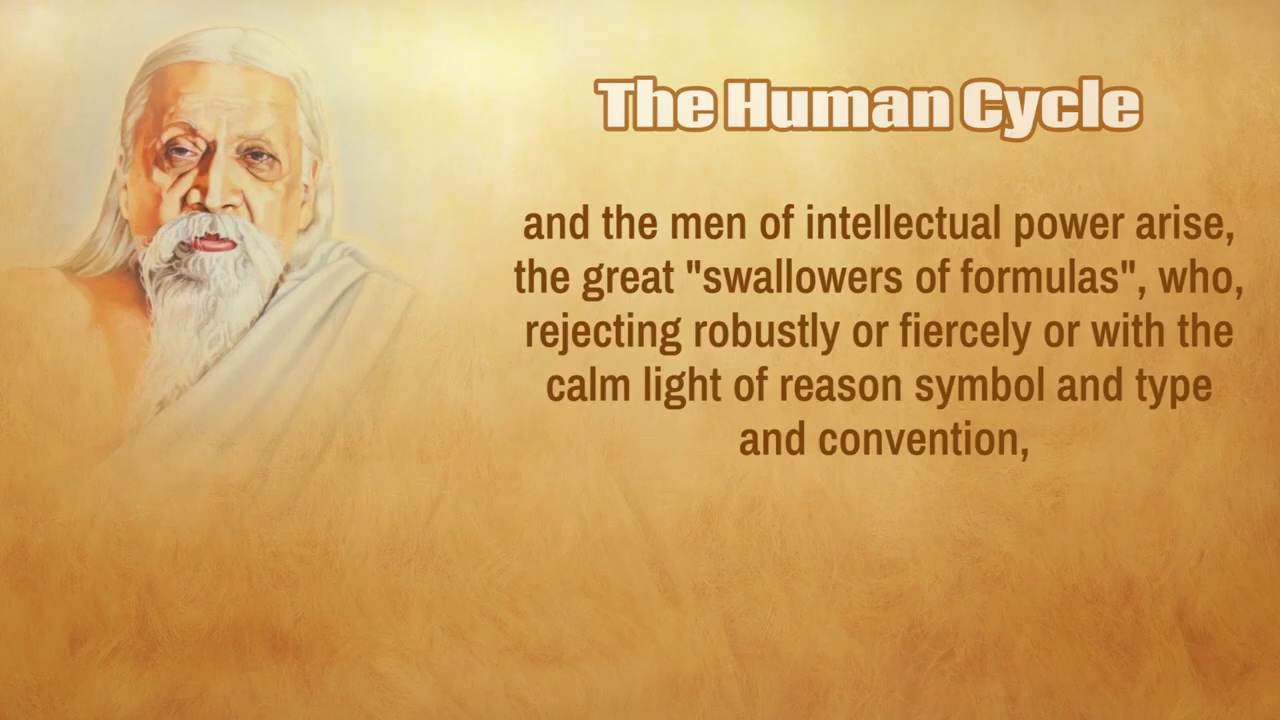 The Human Cycle
and the men of intellectual power arise,
the great "swallowers of formulas", who,
rejecting robustly or fiercely or with the
calm light of reason symbol and type
and convention,